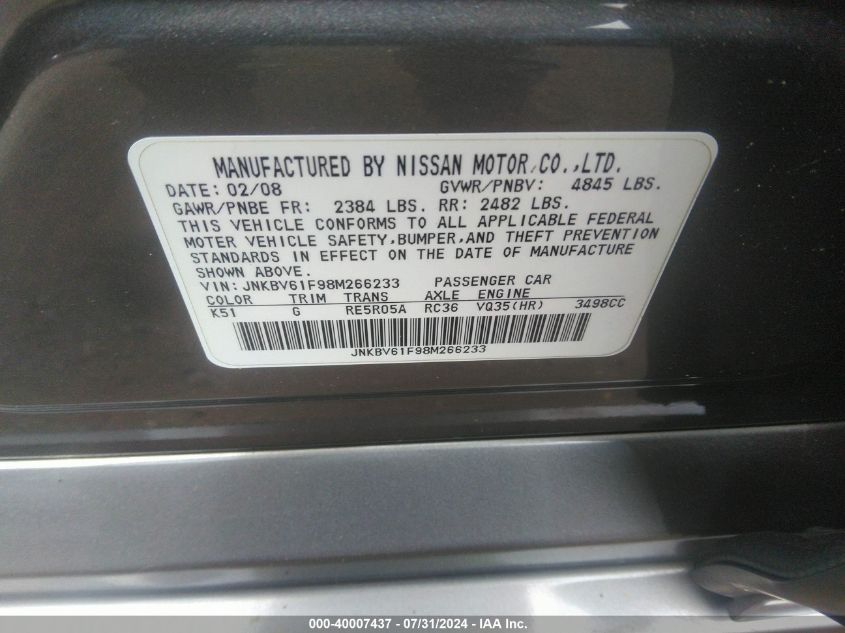 MANUFACTURED BY NISSAN MOTOR CO.,LTD.
DATE: 02/08 GVWR/PNBV: 4845 LBS.
GAWR/PNBE FR: 2384 LBS. RR: 2482 LBS.
THIS VEHICLE CONFORMS TO ALL APPLICABLE FEDERAL
MOTER VEHICLE SAFETY,BUMPER,AND THEFT PREVENTION
STANDARDS IN EFFECT ON THE DATE OF MANUFACTURE
SHOWN ABOVE.
VIN: JNKBV61F98M266233 PASSENGER CAR
COLOR TRIM TRANS AXLE ENGINE
K51 G RE5R05A RC36 VQ35(HR) 3498CC
JNKBV61F98M266233
000-40007437 - 07/31/2024 - IAA Inc.